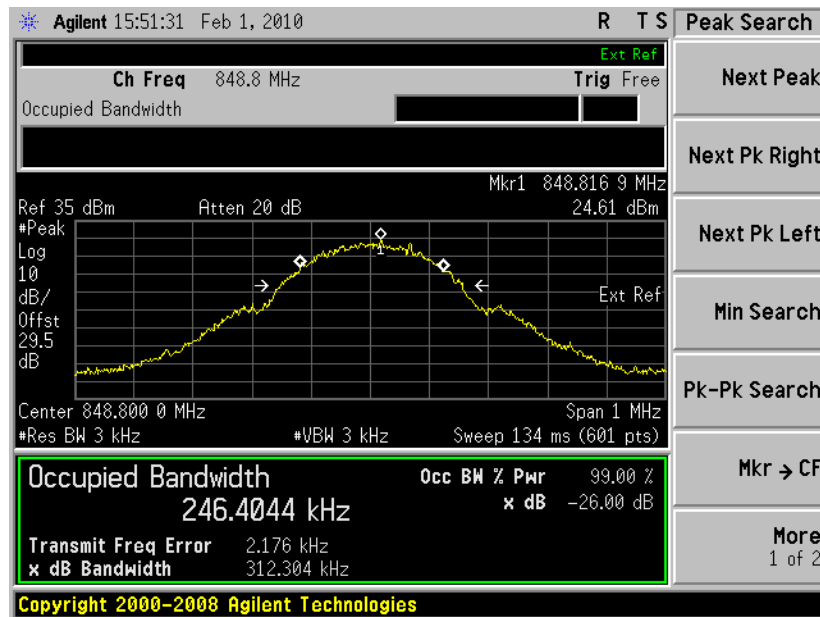 Agilent 15:51:31 Feb 1, 2010 R T S
Peak Search
Ext Ref
Ch Freq 848.8 MHz Trig Free
Occupied Bandwidth
Next Peak
Next Pk Right
Mkr1 848.816 9 MHz
Ref 35 dBm Atten 20 dB 24.61 dBm
#Peak
Log
10
dB/
Offst
29.5
dB
1
Ext Ref
Next Pk Left
Min Search
Pk-Pk Search
Center 848.800 0 MHz Span 1 MHz
#Res BW 3 kHz #VBW 3 kHz Sweep 134 ms (601 pts)
Occupied Bandwidth Occ BW % Pwr 99.00 %
246.4044 kHz x dB -26.00 dB
Transmit Freq Error 2.176 kHz
x dB Bandwidth 312.304 kHz
Mkr → CF
More
1 of 2
Copyright 2000-2008 Agilent Technologies